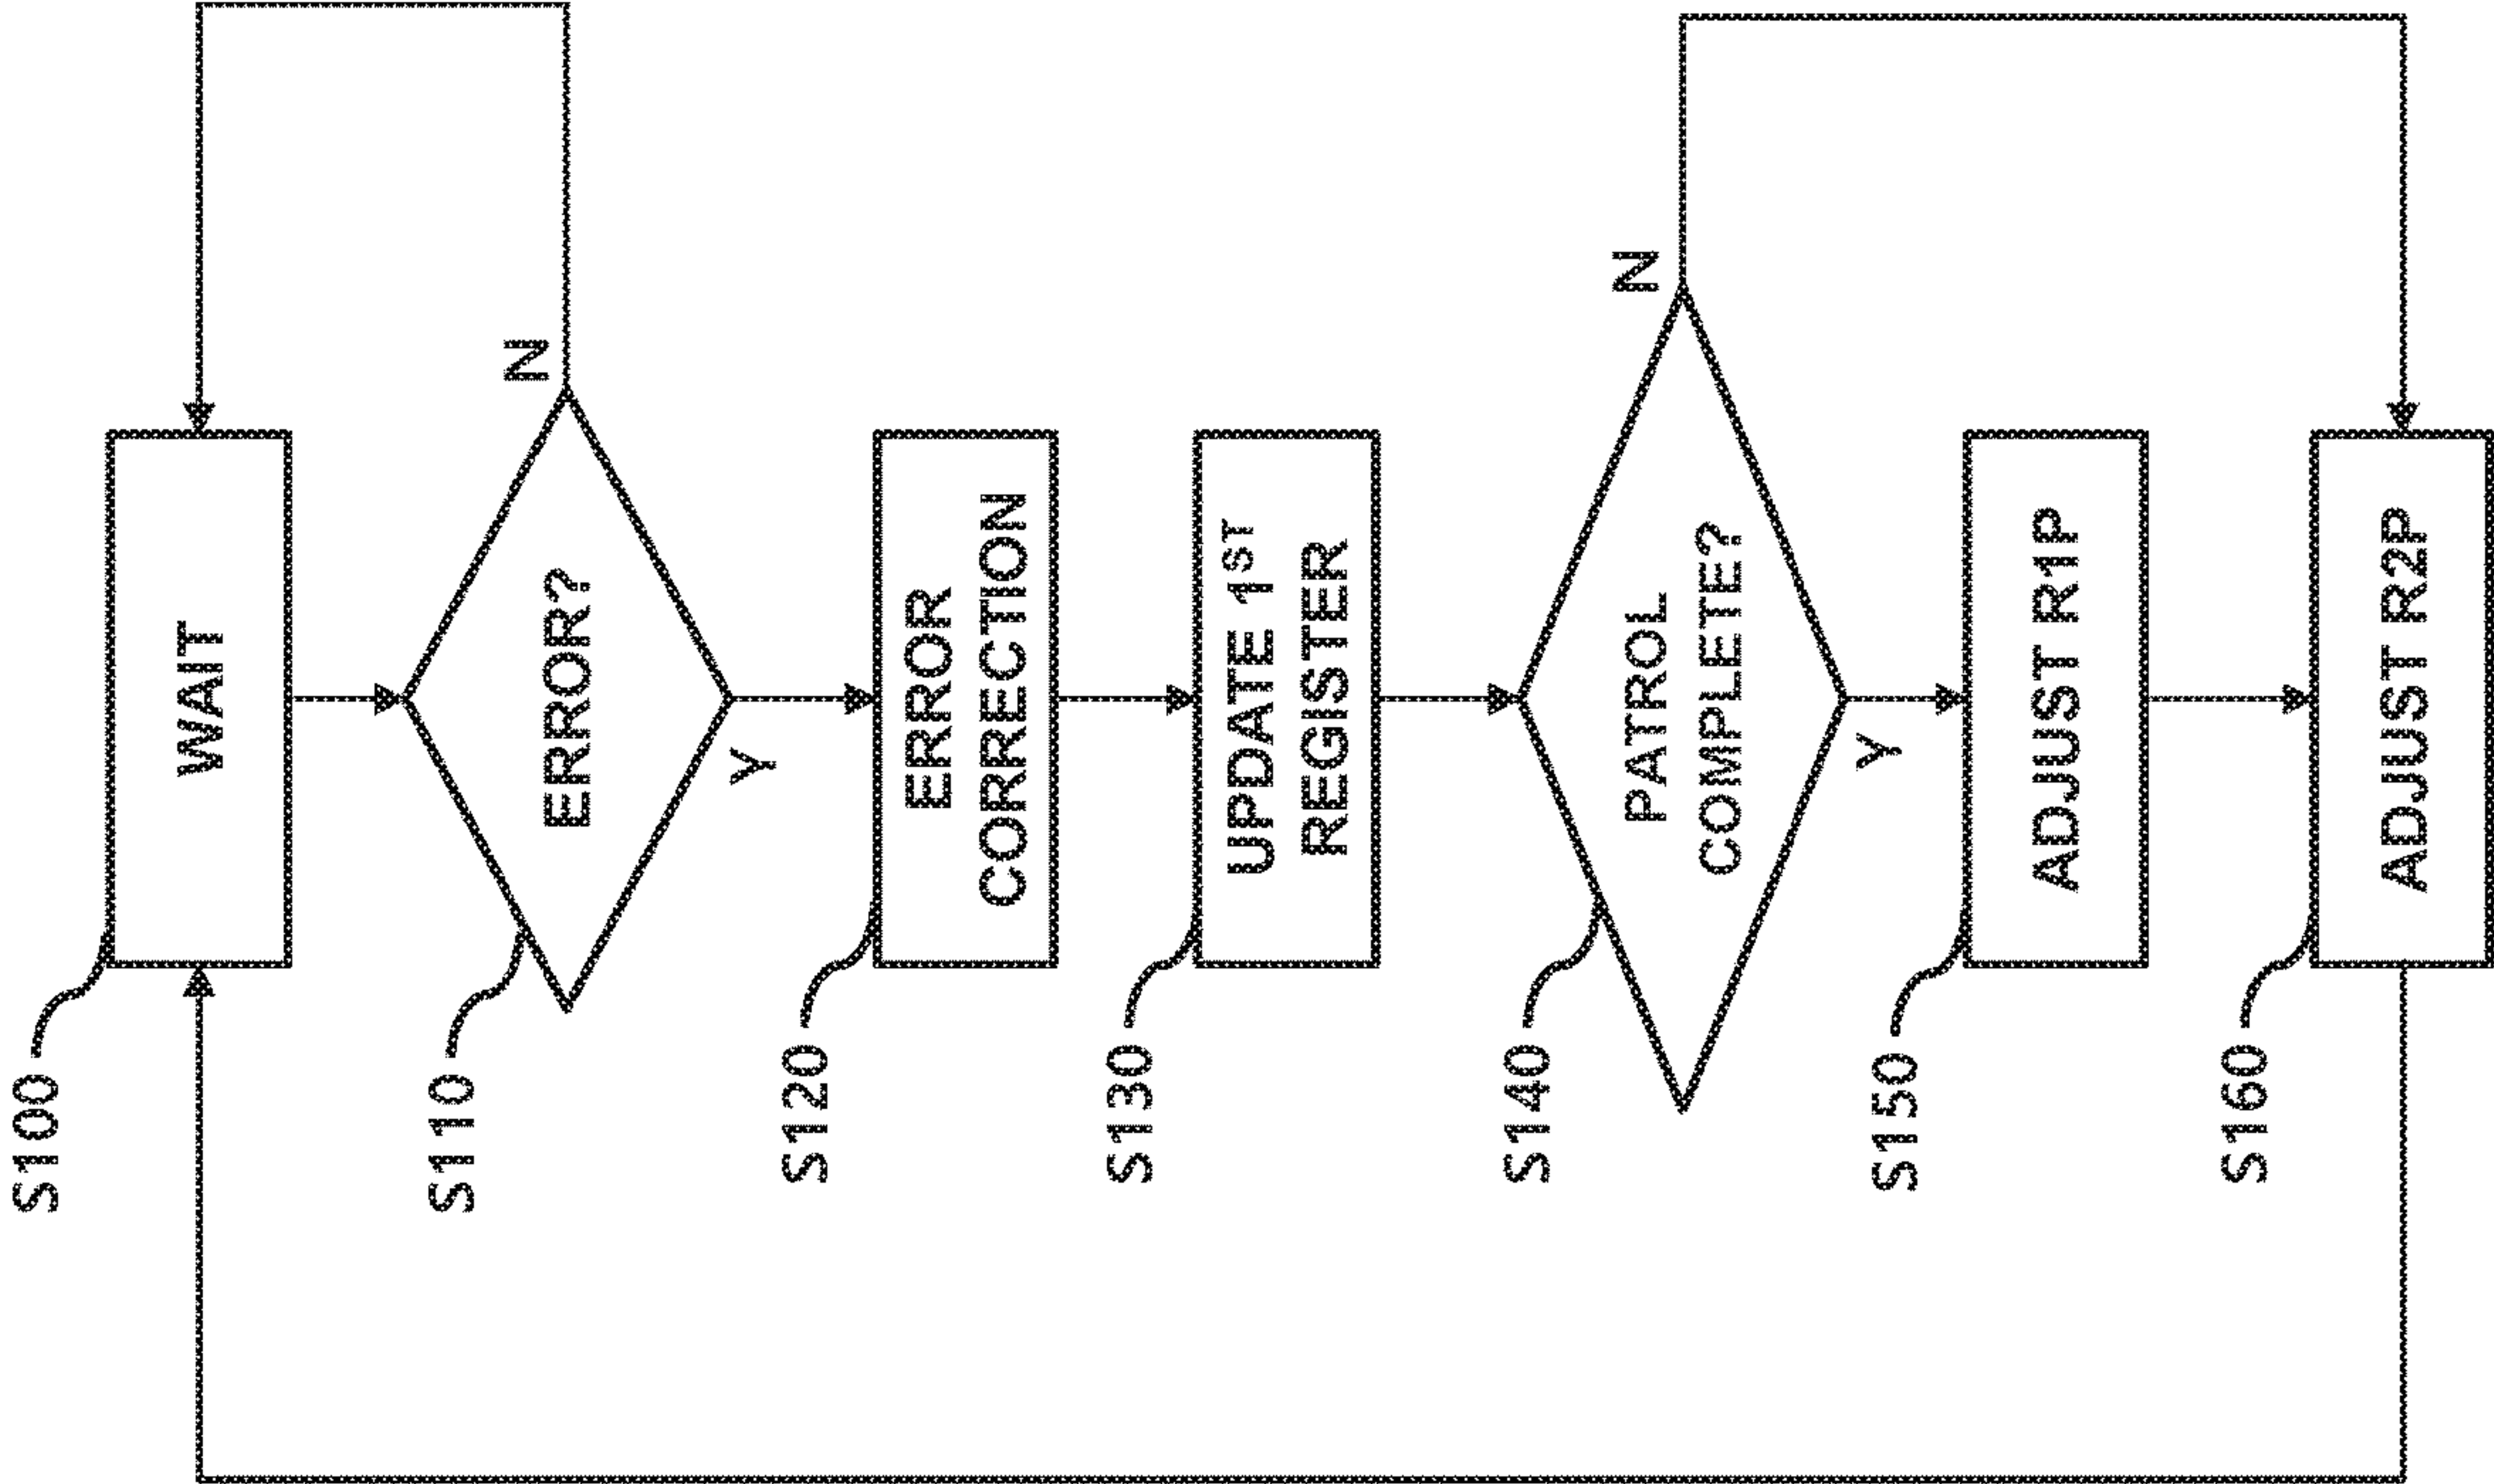 S100
WAIT
S110
ERROR?
N
Y
S120
ERROR
CORRECTION
S130
UPDATE 1ST
REGISTER
S140
PATROL
COMPLETE?
N
Y
S150
ADJUST R1P
S160
ADJUST R2P